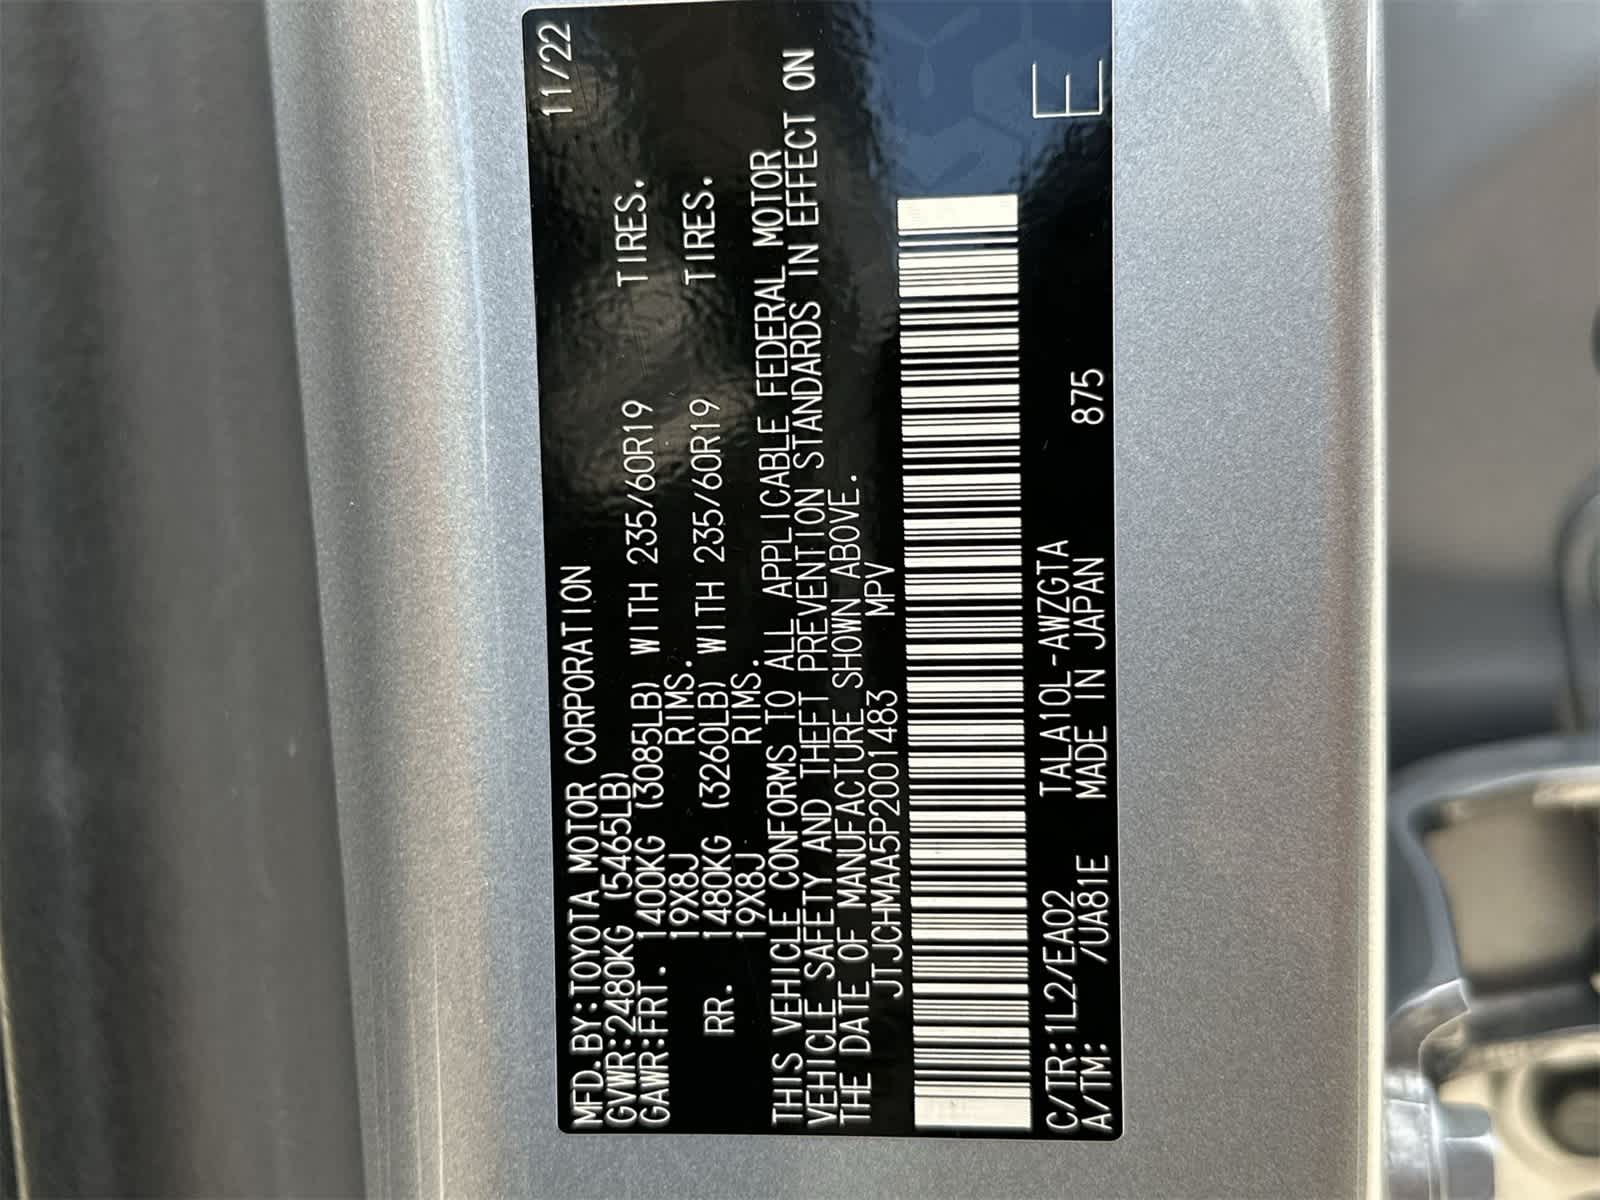 11/22
MFD.BY:TOYOTA MOTOR CORPORATION
GVWR:2480KG (5465LB)
GAWR:FRT. 1400KG (3085LB) WITH 235/60R19 TIRES.
19X8J RIMS.
RR. 1480KG (3260LB) WITH 235/60R19 TIRES.
19X8J RIMS.
THIS VEHICLE CONFORMS TO ALL APPLICABLE FEDERAL MOTOR
VEHICLE SAFETY AND THEFT PREVENTION STANDARDS IN EFFECT ON
THE DATE OF MANUFACTURE SHOWN ABOVE.
JTJCHMAA5P2001483 MPV
C/TR:1L2/EA02 TALA10L-AWZGTA
A/TM: /UA81E MADE IN JAPAN 875
E